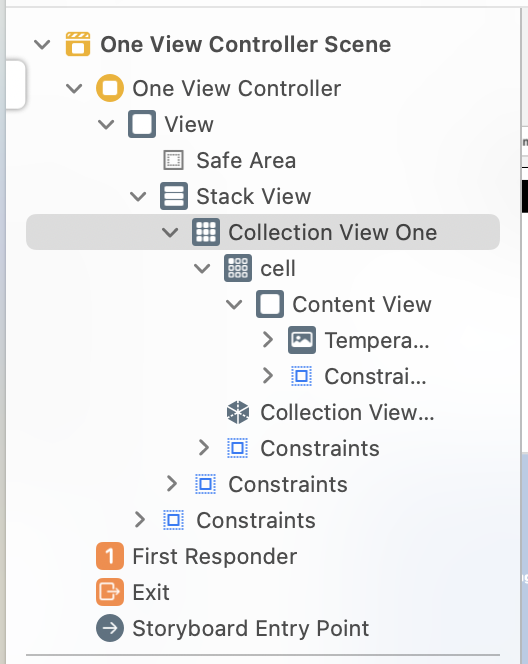 One View Controller Scene
One View Controller
View
Safe Area
Stack View
Collection View One
cell
Content View
Tempera...
Constrai...
Collection View...
Constraints
Constraints
Constraints
1 First Responder
Exit
Storyboard Entry Point